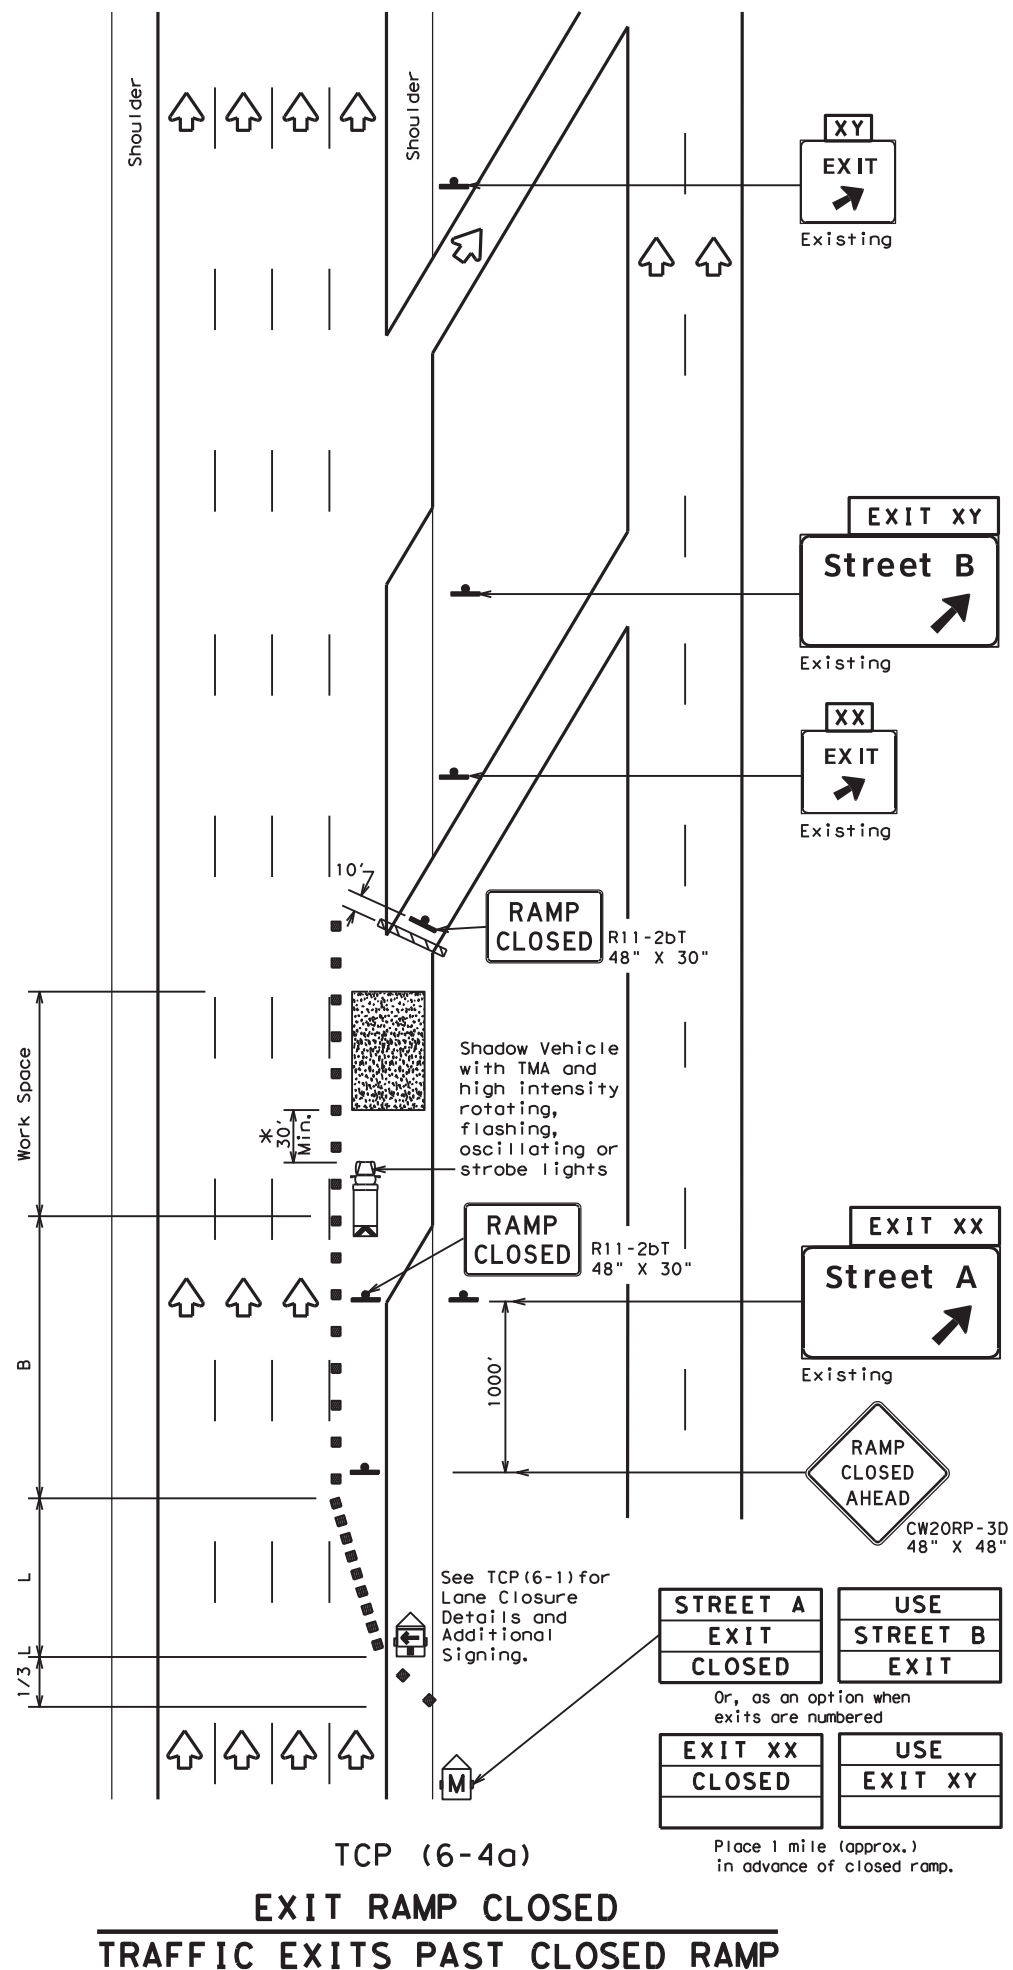 Shoulder
Shoulder
XY
EXIT
Existing
EXIT XY
Street B
Existing
XX
EXIT
Existing
10'
RAMP
CLOSED
R11-2bT
48" X 30"
Work Space
*
30'
Min.
Shadow Vehicle
with TMA and
high intensity
rotating,
flashing,
oscillating or
strobe lights
RAMP
CLOSED
R11-2bT
48" X 30"
EXIT XX
Street A
Existing
B
1000'
RAMP
CLOSED
AHEAD
CW20RP-3D
48" X 48"
L
1/3 L
See TCP(6-1)for
Lane Closure
Details and
Additional
Signing.
STREET A
EXIT
CLOSED
USE
STREET B
EXIT
Or, as an option when
exits are numbered
EXIT XX
CLOSED
USE
EXIT XY
M
Place 1 mile (approx.)
in advance of closed ramp.
TCP (6-4a)
EXIT RAMP CLOSED
TRAFFIC EXITS PAST CLOSED RAMP